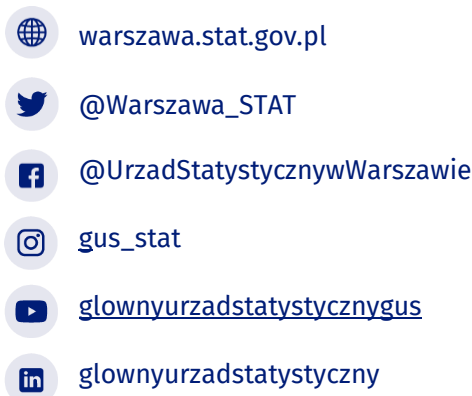 warszawa.stat.gov.pl
@Warszawa_STAT
@UrzadStatystycznywWarszawie
gus_stat
glownyurzadstatystycznygus
glownyurzadstatystyczny